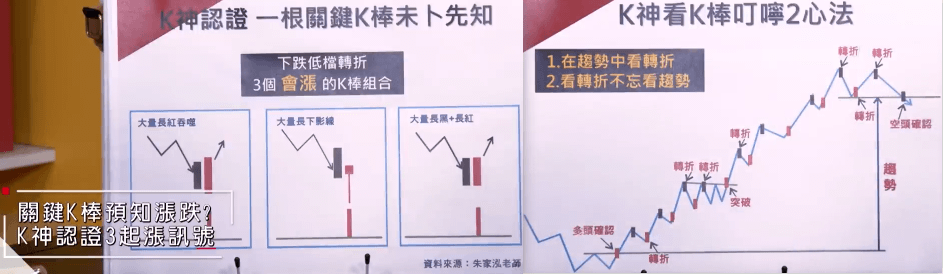 K神認證 一根關鍵K棒未卜先知
下跌低檔轉折
3個 會漲 的K棒組合
大量長紅吞噬
大量長下影線
大量長黑+長紅
關鍵K棒預知漲跌?
K神認證3起漲訊號
資料來源:朱家泓老師
K神看K棒叮嚀2心法
1.在趨勢中看轉折
2.看轉折不忘看趨勢
轉折
轉折
轉折
空頭確認
轉折
轉折
轉折
突破
趨勢
多頭確認
轉折